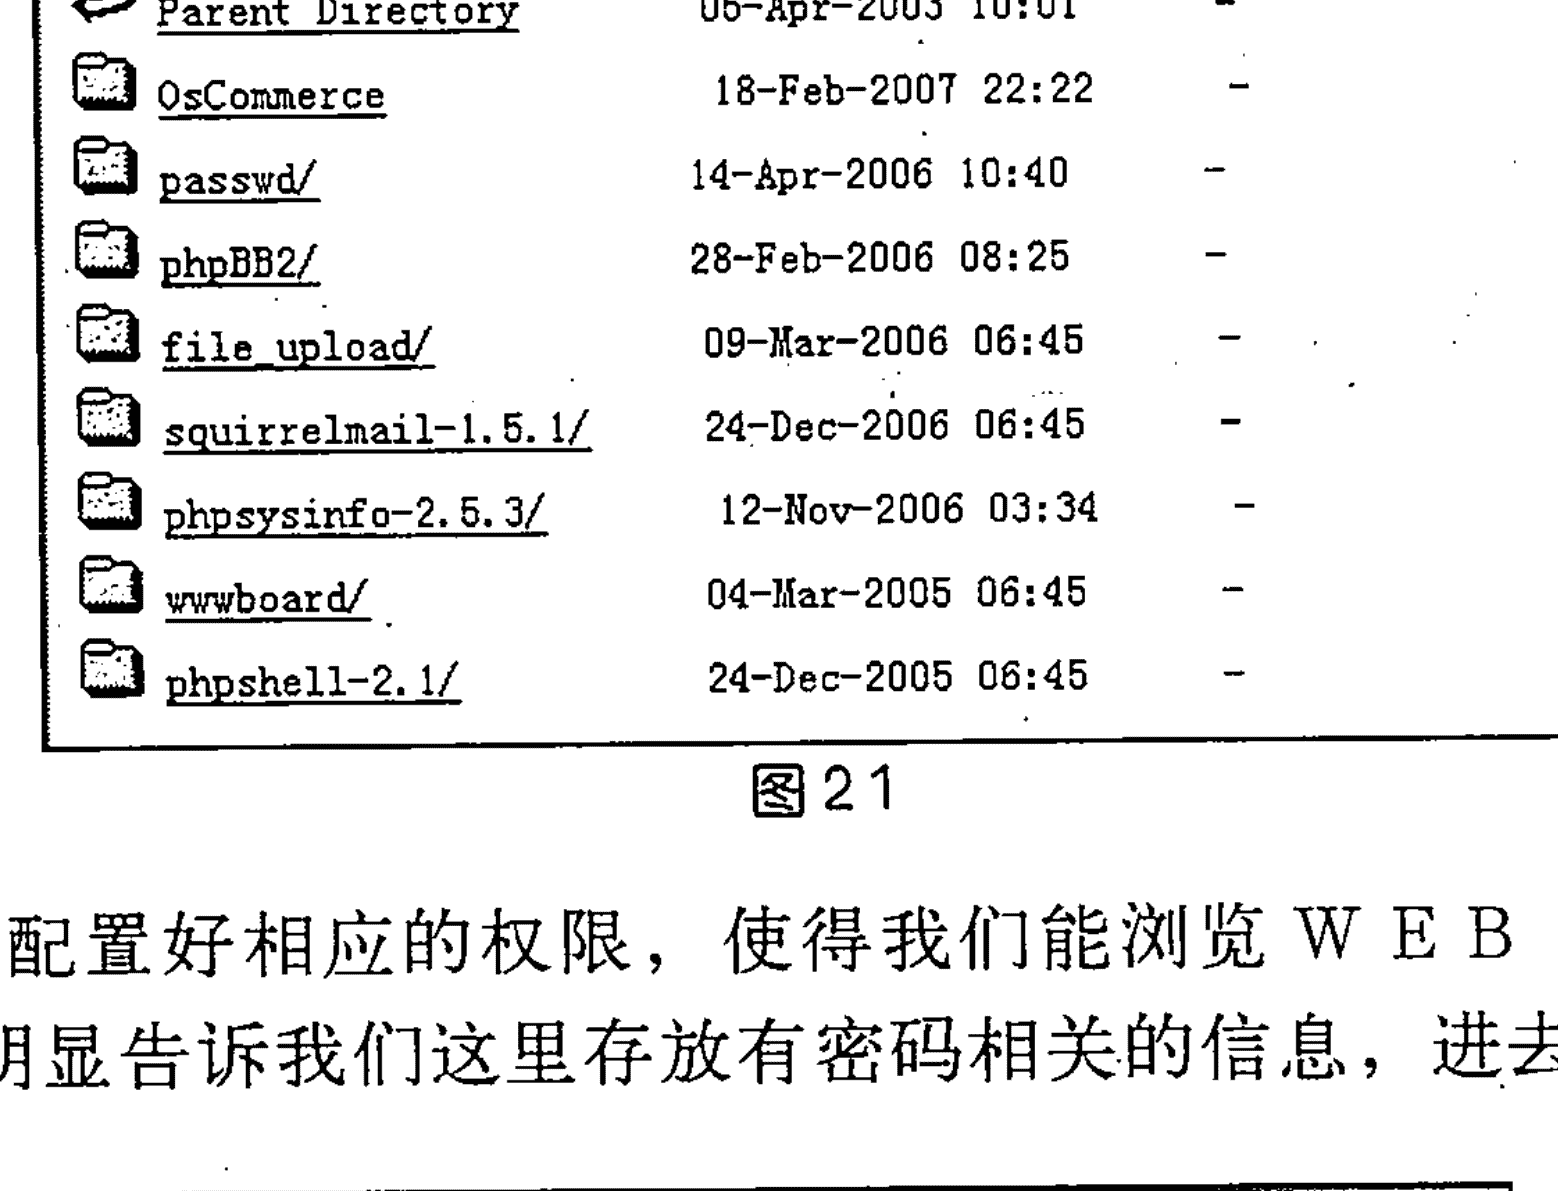 Parent Directory 05-Apr-2003 10:01 -
OsCommerce 18-Feb-2007 22:22 -
passwd/ 14-Apr-2006 10:40 -
phpBB2/ 28-Feb-2006 08:25 -
file_upload/ 09-Mar-2006 06:45 -
squirrelmail-1.5.1/ 24-Dec-2006 06:45 -
phpsysinfo-2.5.3/ 12-Nov-2006 03:34 -
wwwboard/ 04-Mar-2005 06:45 -
phpshell-2.1/ 24-Dec-2005 06:45 -
图21
配置好相应的权限，使得我们能浏览WEB
明显告诉我们这里存放有密码相关的信息，进去